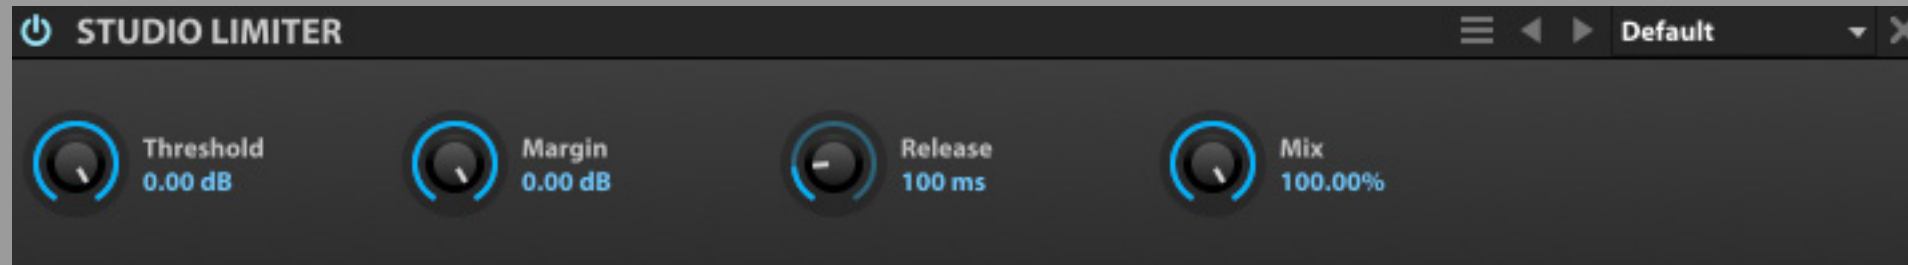 STUDIO LIMITER
Default
Threshold
0.00 dB
Margin
0.00 dB
Release
100 ms
Mix
100.00%